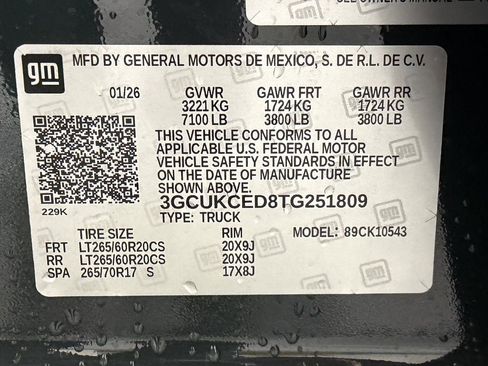 SEE OWNER'S MANUAL
gm
MFD BY GENERAL MOTORS DE MEXICO, S. DE R.L. DE C.V.
01/26 GVWR GAWR FRT GAWR RR
3221 KG 1724 KG 1724 KG
7100 LB 3800 LB 3800 LB
THIS VEHICLE CONFORMS TO ALL
APPLICABLE U.S. FEDERAL MOTOR
VEHICLE SAFETY STANDARDS IN EFFECT
ON THE DATE OF MANUFACTURE
SHOWN ABOVE.
229K 3GCUKCED8TG251809
TYPE: TRUCK
TIRE SIZE RIM MODEL: 89CK10543
FRT LT265/60R20CS 20X9J
RR LT265/60R20CS 20X9J
SPA 265/70R17 S 17X8J